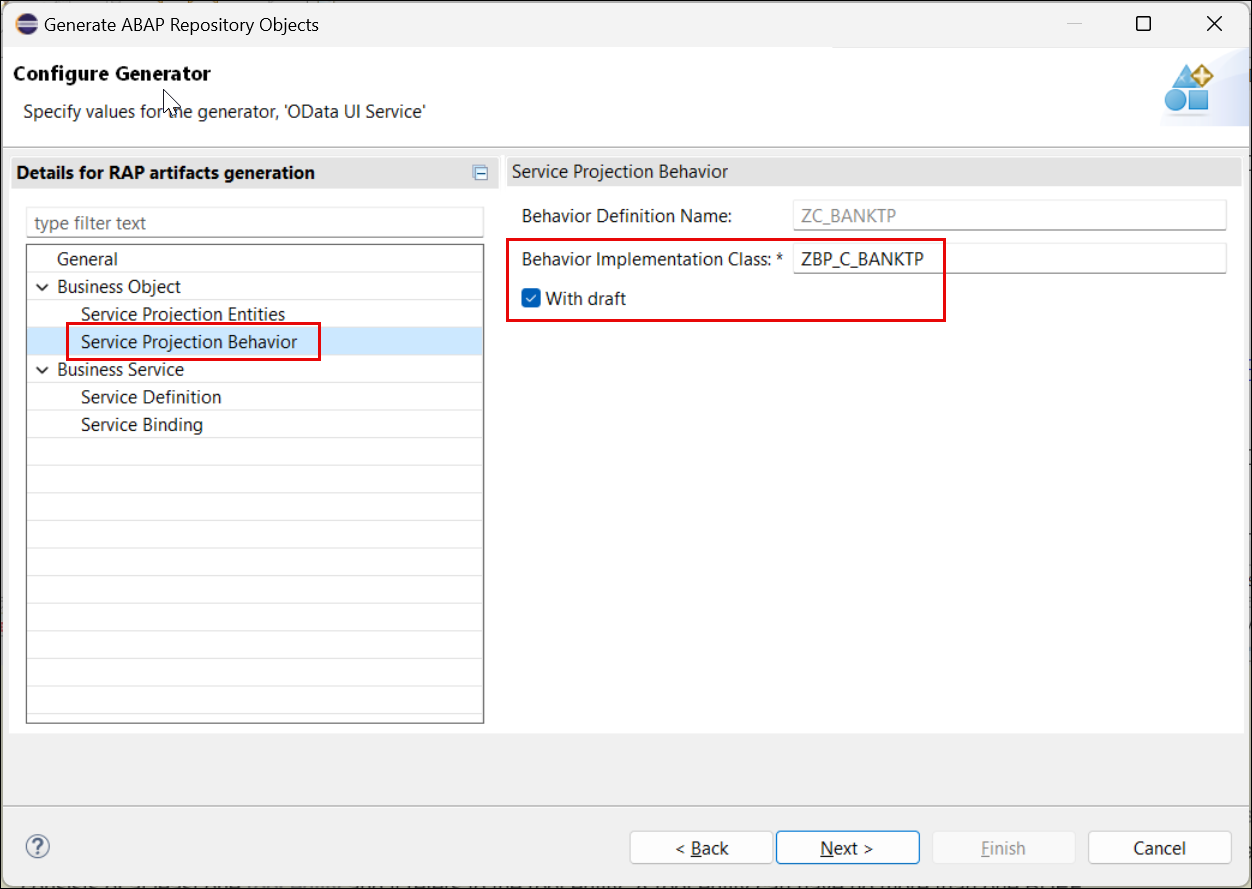 Generate ABAP Repository Objects
Configure Generator
Specify values for the generator, 'OData UI Service'
Details for RAP artifacts generation
type filter text
General
Business Object
Service Projection Entities
Service Projection Behavior
Business Service
Service Definition
Service Binding
Service Projection Behavior
Behavior Definition Name: ZC_BANKTP
Behavior Implementation Class: * ZBP_C_BANKTP
With draft
? < Back Next > Finish Cancel